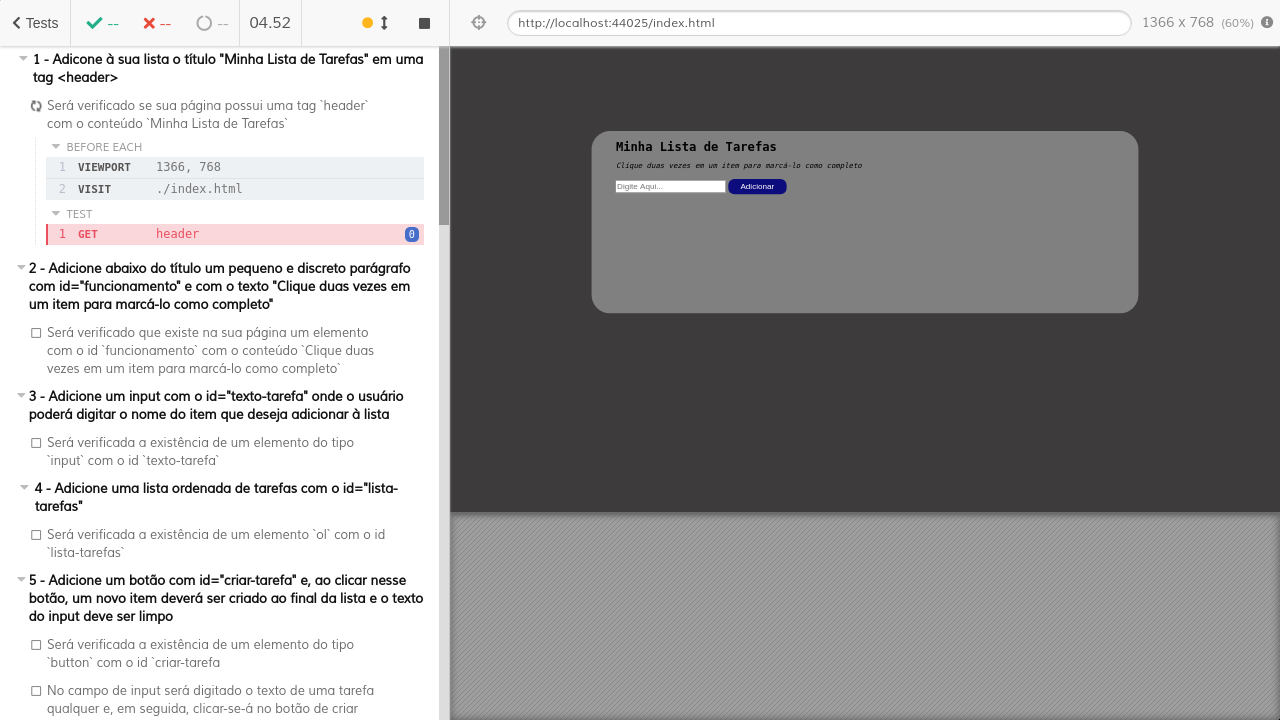 Tests
--
--
--
04.52
http://localhost:44025/index.html
1366 x 768 (60%)
1 - Adicone à sua lista o título "Minha Lista de Tarefas" em uma
tag <header>
Será verificado se sua página possui uma tag `header`
com o conteúdo `Minha Lista de Tarefas`
BEFORE EACH
1 VIEWPORT 1366, 768
2 VISIT ./index.html
TEST
1 GET header 0
2 - Adicione abaixo do título um pequeno e discreto parágrafo
com id="funcionamento" e com o texto "Clique duas vezes em
um item para marcá-lo como completo"
Será verificado que existe na sua página um elemento
com o id `funcionamento` com o conteúdo `Clique duas
vezes em um item para marcá-lo como completo`
3 - Adicione um input com o id="texto-tarefa" onde o usuário
poderá digitar o nome do item que deseja adicionar à lista
Será verificada a existência de um elemento do tipo
`input` com o id `texto-tarefa`
4 - Adicione uma lista ordenada de tarefas com o id="lista-
tarefas"
Será verificada a existência de um elemento `ol` com o id
`lista-tarefas`
5 - Adicione um botão com id="criar-tarefa" e, ao clicar nesse
botão, um novo item deverá ser criado ao final da lista e o texto
do input deve ser limpo
Será verificada a existência de um elemento do tipo
`button` com o id `criar-tarefa
No campo de input será digitado o texto de uma tarefa
qualquer e, em seguida, clicar-se-á no botão de criar
Minha Lista de Tarefas
Clique duas vezes em um item para marcá-lo como completo
Digite Aqui...
Adicionar